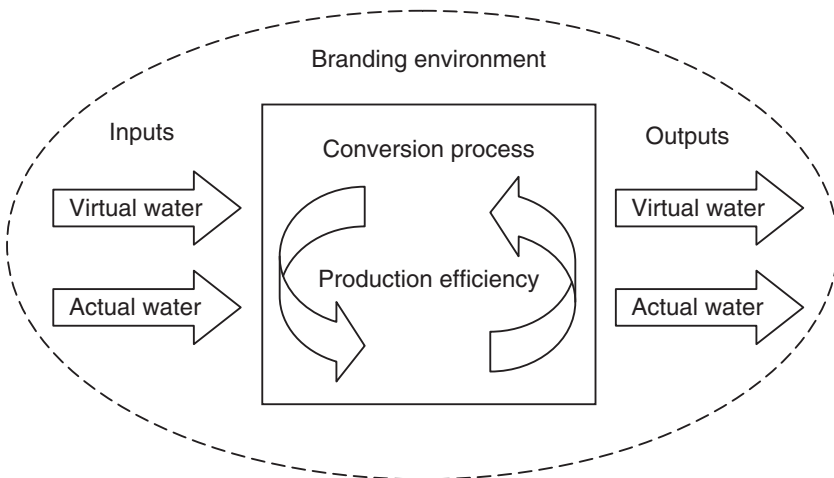 Branding environment
Inputs
Conversion process
Outputs
Virtual water
Virtual water
Production efficiency
Actual water
Actual water